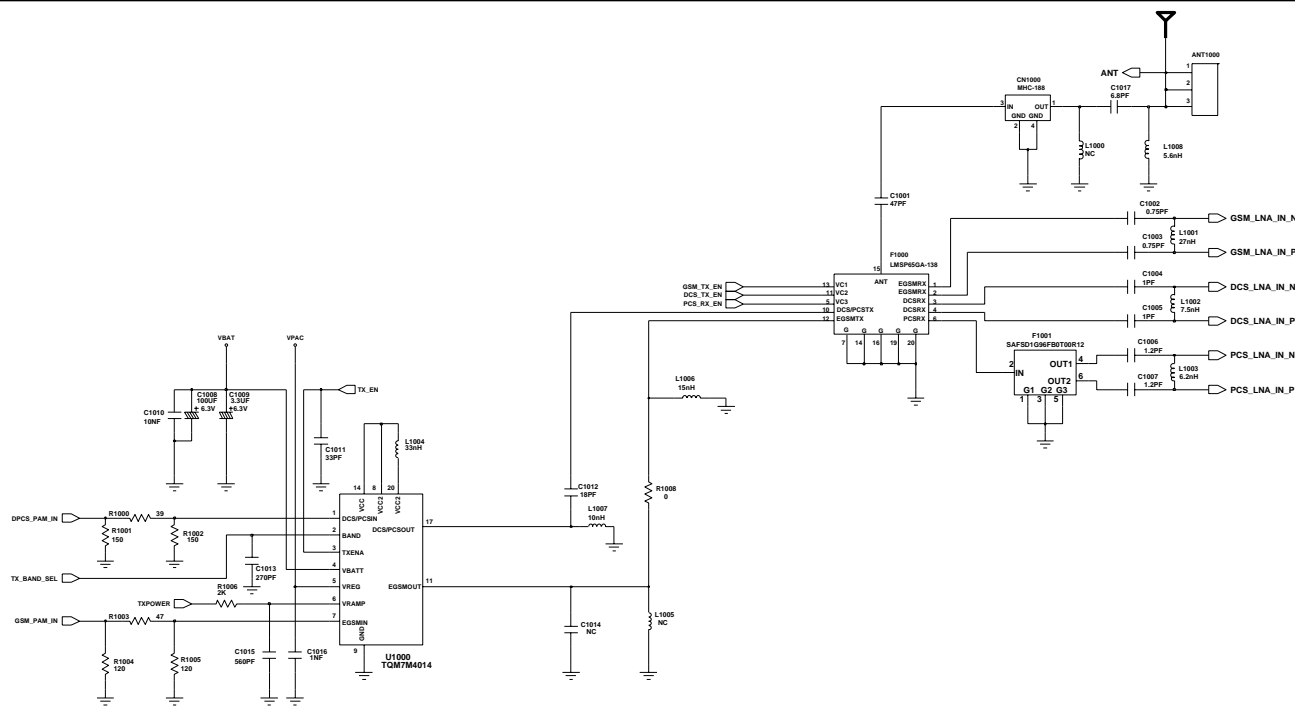 ANT1000
ANT
1
2
3
CN1000
MHC-188
3 IN OUT 1
GND GND
2 4
C1017
6.8PF
L1000
NC
L1008
5.6nH
C1001
47PF
C1002
0.75PF
GSM_LNA_IN_N
L1001
27nH
C1003
0.75PF
GSM_LNA_IN_P
C1004
1PF
DCS_LNA_IN_N
L1002
7.5nH
C1005
1PF
DCS_LNA_IN_P
C1006
1.2PF
PCS_LNA_IN_N
L1003
6.2nH
C1007
1.2PF
PCS_LNA_IN_P
F1000
LMSP65GA-138
15
ANT
GSM_TX_EN 13 VC1
DCS_TX_EN 11 VC2
PCS_RX_EN 5 VC3
10 DCS/PCSTX
12 EGSMTX
EGSMRX 1
EGSMRX 2
DCSRX 3
DCSRX 4
PCSRX 6
G G G G G
7 14 16 19 20
F1001
SAFSD1G96FB0T00R12
2 IN
OUT1 4
OUT2 6
G1 G2 G3
1 3 5
VBAT
VPAC
TX_EN
C1010
10NF
C1008
100UF
+ 6.3V
C1009
3.3UF
+6.3V
C1011
33PF
L1004
33nH
L1006
15nH
C1012
18PF
L1007
10nH
R1008
0
14 8 20
VCC VCC2 VCC2
DPCS_PAM_IN
R1000 39
R1001
150
R1002
150
1 DCS/PCSIN
2 BAND
3 TXENA
4 VBATT
5 VREG
6 VRAMP
7 EGSMIN
DCS/PCSOUT 17
EGSMOUT 11
GND
9
U1000
TQM7M4014
TX_BAND_SEL
C1013
270PF
R1006
2K
TXPOWER
GSM_PAM_IN
R1003 47
R1004
120
R1005
120
C1015
560PF
C1016
1NF
C1014
NC
L1005
NC